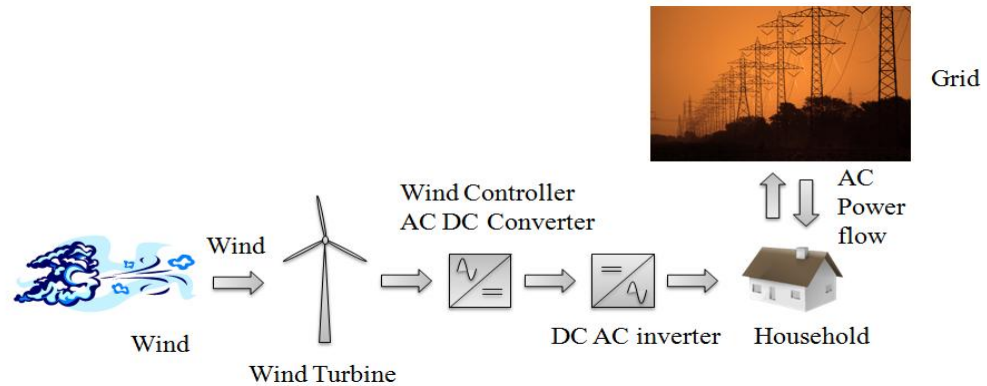 Grid
Wind Controller
AC DC Converter
AC
Power
flow
Wind
Wind
Wind Turbine
DC AC inverter
Household